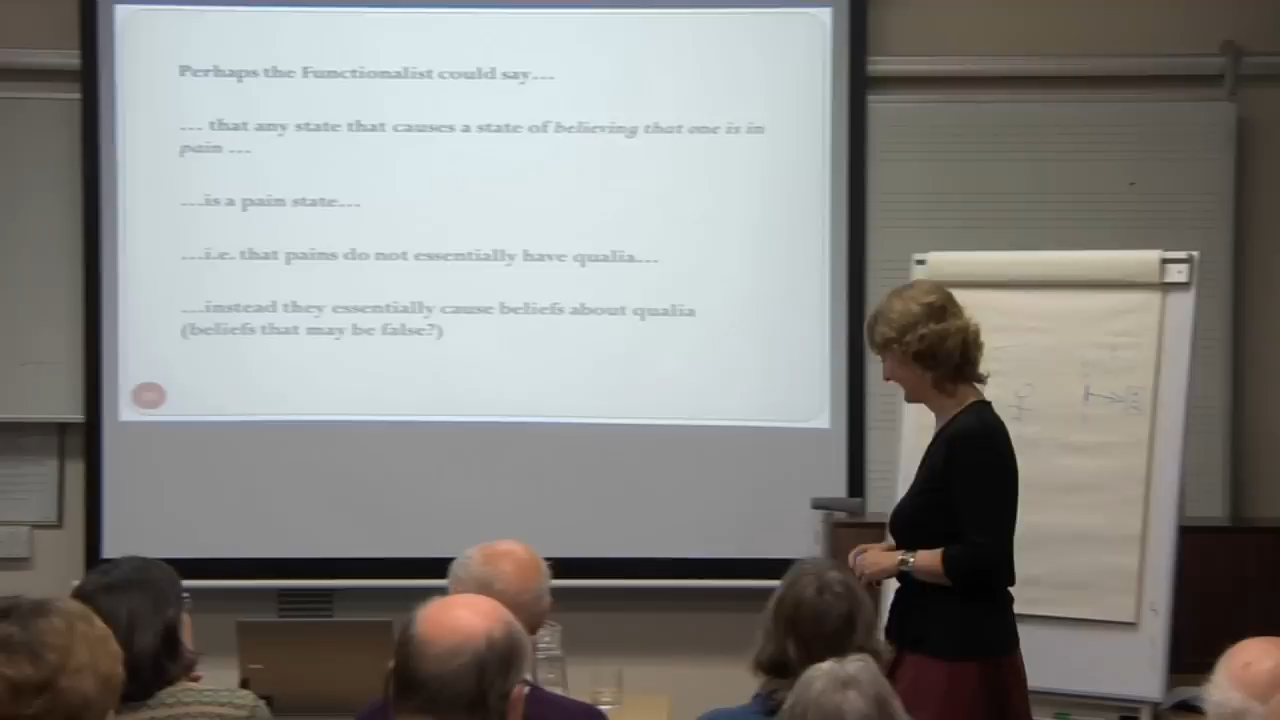 Perhaps the Functionalist could say…
… that any state that causes a state of believing that one is in
pain …
…is a pain state…
…i.e. that pains do not essentially have qualia…
…instead they essentially cause beliefs about qualia
(beliefs that may be false?)